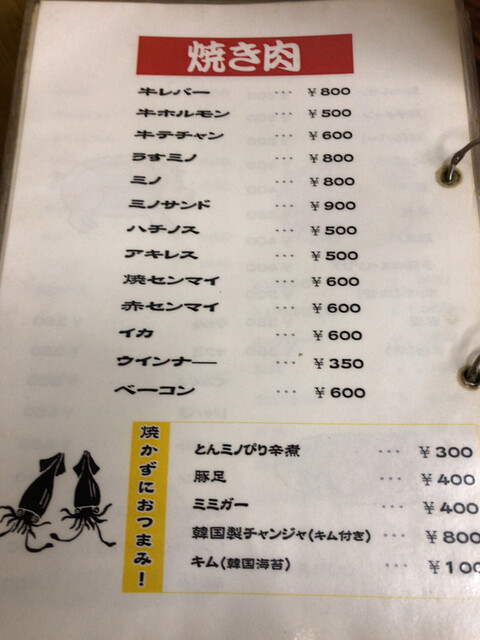 焼き肉
牛レバー ・・・ ¥800
牛ホルモン ・・・ ¥500
牛テチャン ・・・ ¥600
うすミノ ・・・ ¥800
ミノ ・・・ ¥800
ミノサンド ・・・ ¥900
ハチノス ・・・ ¥500
アキレス ・・・ ¥500
焼センマイ ・・・ ¥600
赤センマイ ・・・ ¥600
イカ ・・・ ¥600
ウインナー ・・・ ¥350
ベーコン ・・・ ¥600
焼かずにおつまみ！
とんミノぴり辛煮 ・・・ ¥300
豚足 ・・・ ¥400
ミミガー ・・・ ¥400
韓国製チャンジャ(キム付き) ・・・ ¥800
キム(韓国海苔) ・・・ ¥100